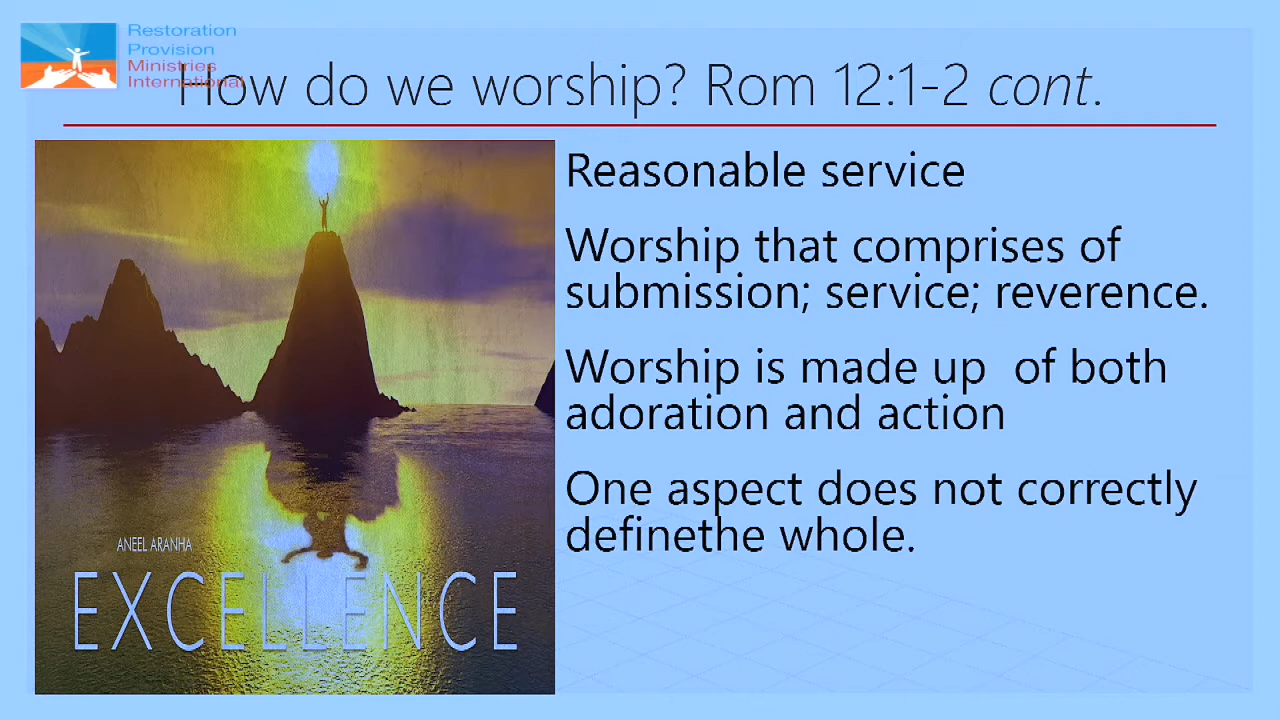 Restoration
Provision
Ministries
International
How do we worship? Rom 12:1-2 cont.
Reasonable service
Worship that comprises of
submission; service; reverence.
Worship is made up  of both
adoration and action
One aspect does not correctly
definethe whole.
ANEEL ARANHA
EXCELLENCE